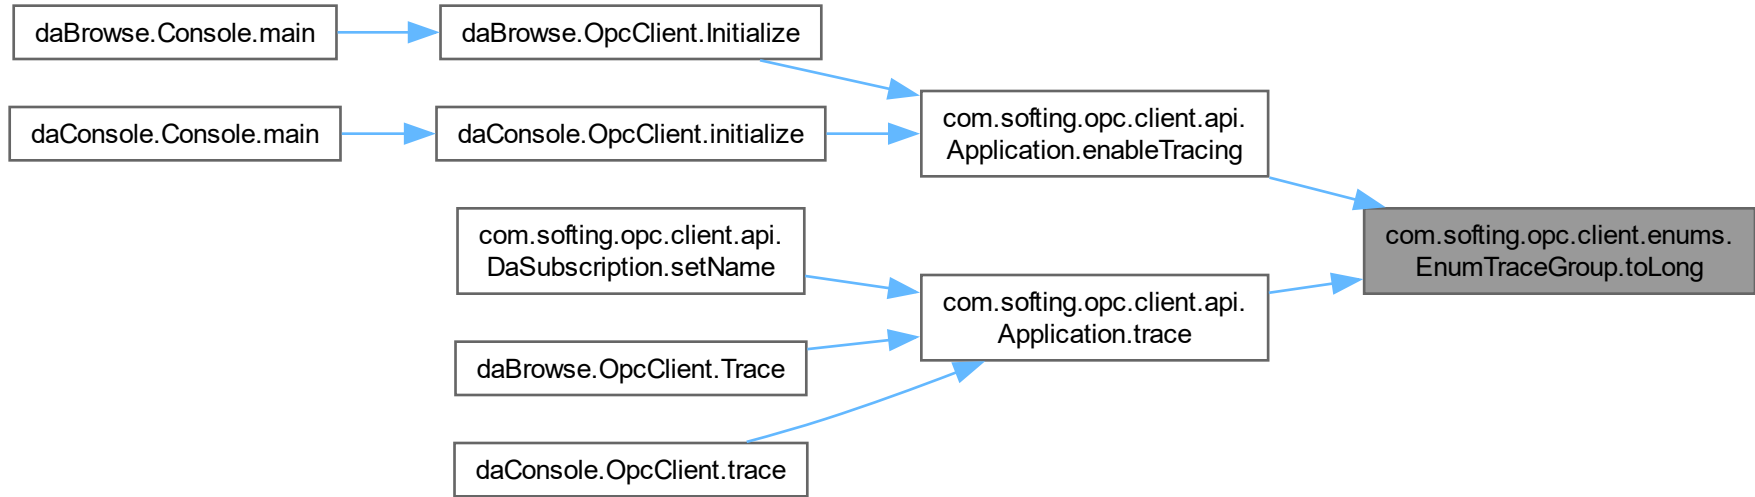 daBrowse.Console.main
daBrowse.OpcClient.Initialize
daConsole.Console.main
daConsole.OpcClient.initialize
com.softing.opc.client.api.
Application.enableTracing
com.softing.opc.client.api.
DaSubscription.setName
com.softing.opc.client.enums.
EnumTraceGroup.toLong
com.softing.opc.client.api.
Application.trace
daBrowse.OpcClient.Trace
daConsole.OpcClient.trace